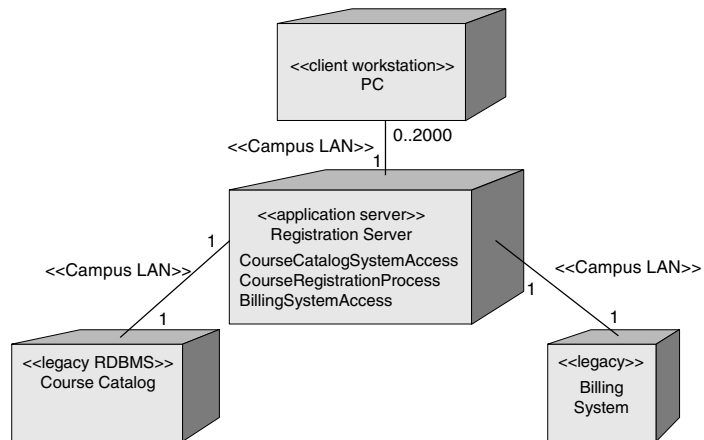 <<client workstation>>
PC
0..2000
<<Campus LAN>>
1
<<application server>>
Registration Server
CourseCatalogSystemAccess
CourseRegistrationProcess
BillingSystemAccess
1
<<Campus LAN>>
1
<<Campus LAN>>
1
1
<<legacy RDBMS>>
Course Catalog
<<legacy>>
Billing
System